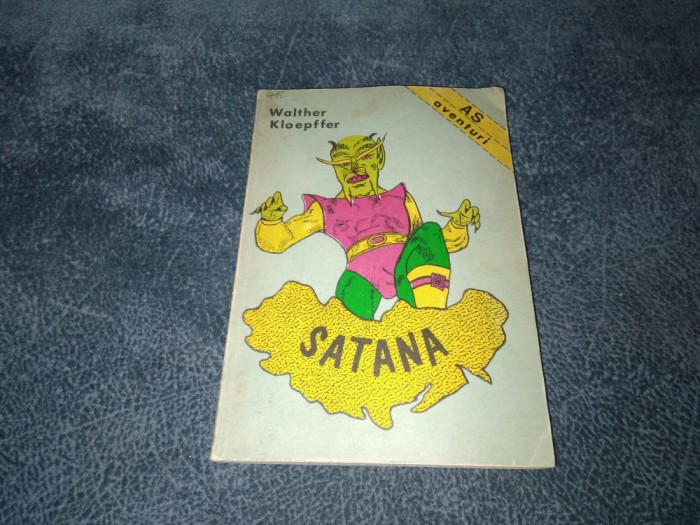 Walther
Kloepffer
AS
aventuri
SATANA